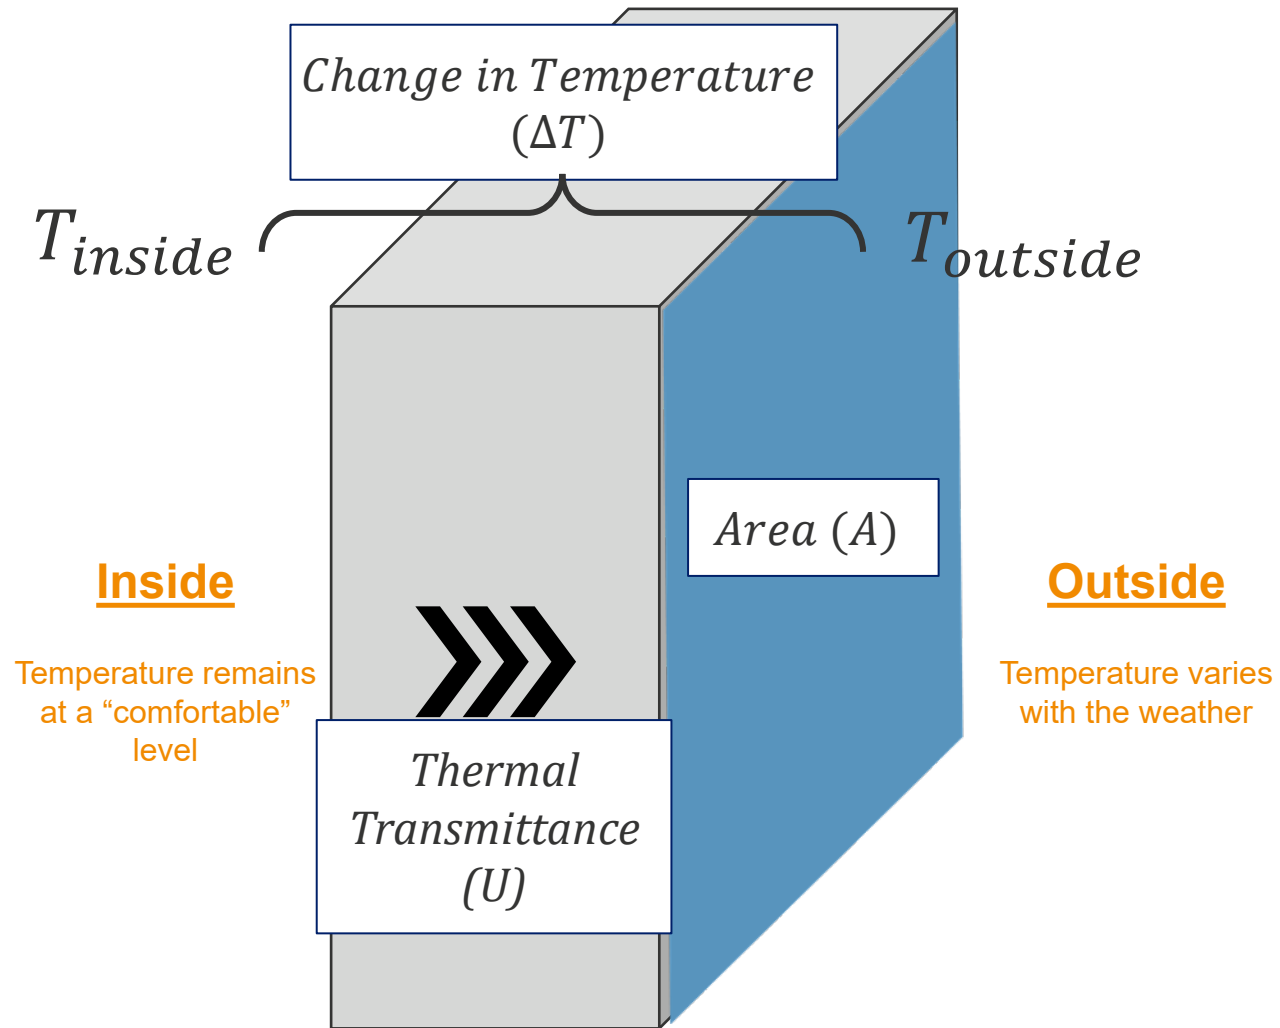 Change in Temperature
(ΔT)
T_inside
T_outside
Area (A)
Inside
Temperature remains
at a “comfortable”
level
Outside
Temperature varies
with the weather
Thermal
Transmittance
(U)